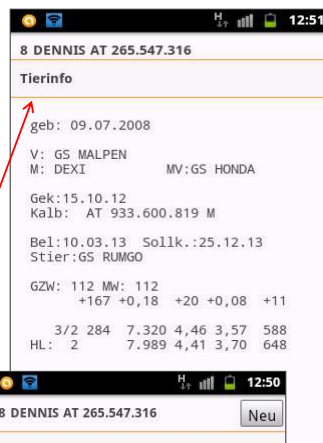 H 12:51
8 DENNIS AT 265.547.316
Tierinfo
geb: 09.07.2008
V: GS MALPEN
M: DEXI MV:GS HONDA
Gek:15.10.12
Kalb: AT 933.600.819 M
Bel:10.03.13 Sollk.:25.12.13
Stier:GS RUMGO
GZW: 112 MW: 112
+167 +0,18 +20 +0,08 +11
3/2 284 7.320 4,46 3,57 588
HL: 2 7.989 4,41 3,70 648
H 12:50
8 DENNIS AT 265.547.316 Neu